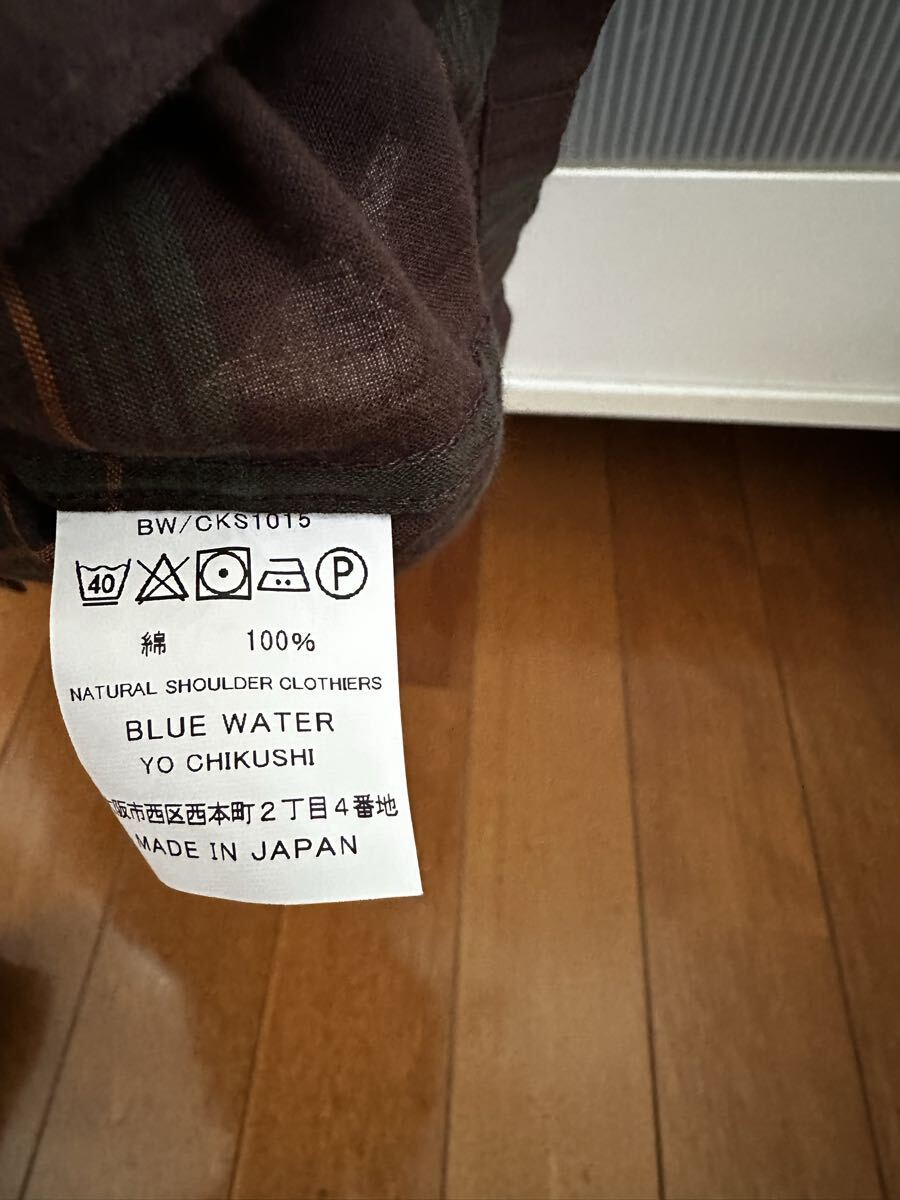 BW/CKS1015
40 P
綿 100%
NATURAL SHOULDER CLOTHIERS
BLUE WATER
YO CHIKUSHI
阪市西区西本町2丁目4番地
MADE IN JAPAN